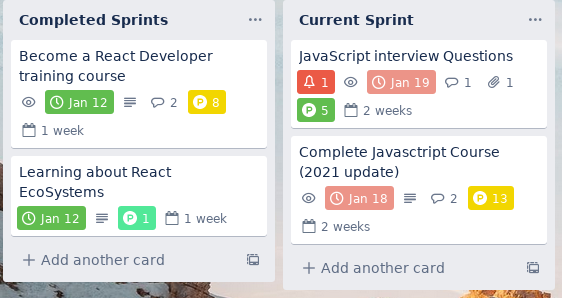 Completed Sprints
Become a React Developer
training course
Jan 12
2
P 8
1 week
Learning about React
EcoSystems
Jan 12
P 1
1 week
+ Add another card
Current Sprint
JavaScript interview Questions
1
Jan 19
1
1
P 5
2 weeks
Complete Javasctript Course
(2021 update)
Jan 18
2
P 13
2 weeks
+ Add another card